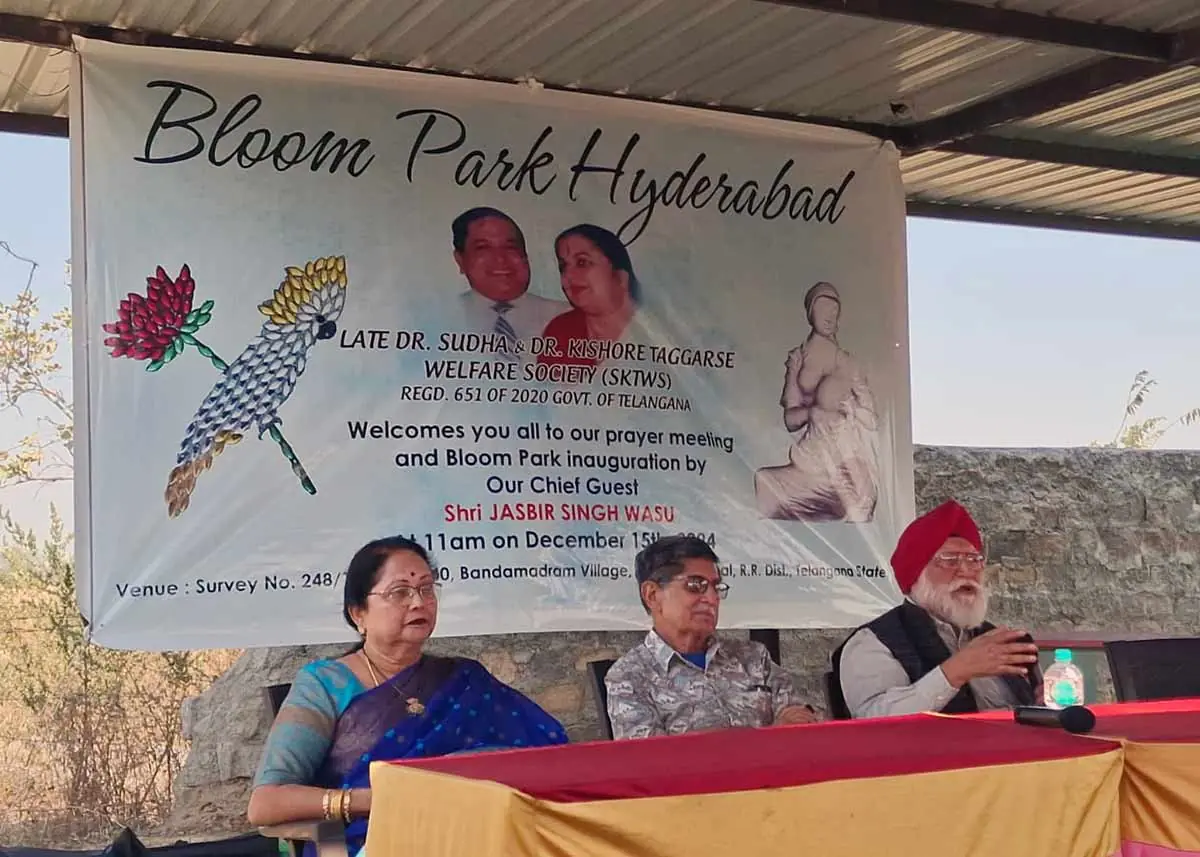 Bloom Park Hyderabad
LATE DR. SUDHA & DR. KISHORE TAGGARSE
WELFARE SOCIETY (SKTWS)
REGD. 651 OF 2020 GOVT. OF TELANGANA
Welcomes you all to our prayer meeting
and Bloom Park inauguration by
Our Chief Guest
Shri JASBIR SINGH WASU
11am on December 15th
Venue : Survey No. 248/ Bandamadram Village, R.R. Dist., Telangana State